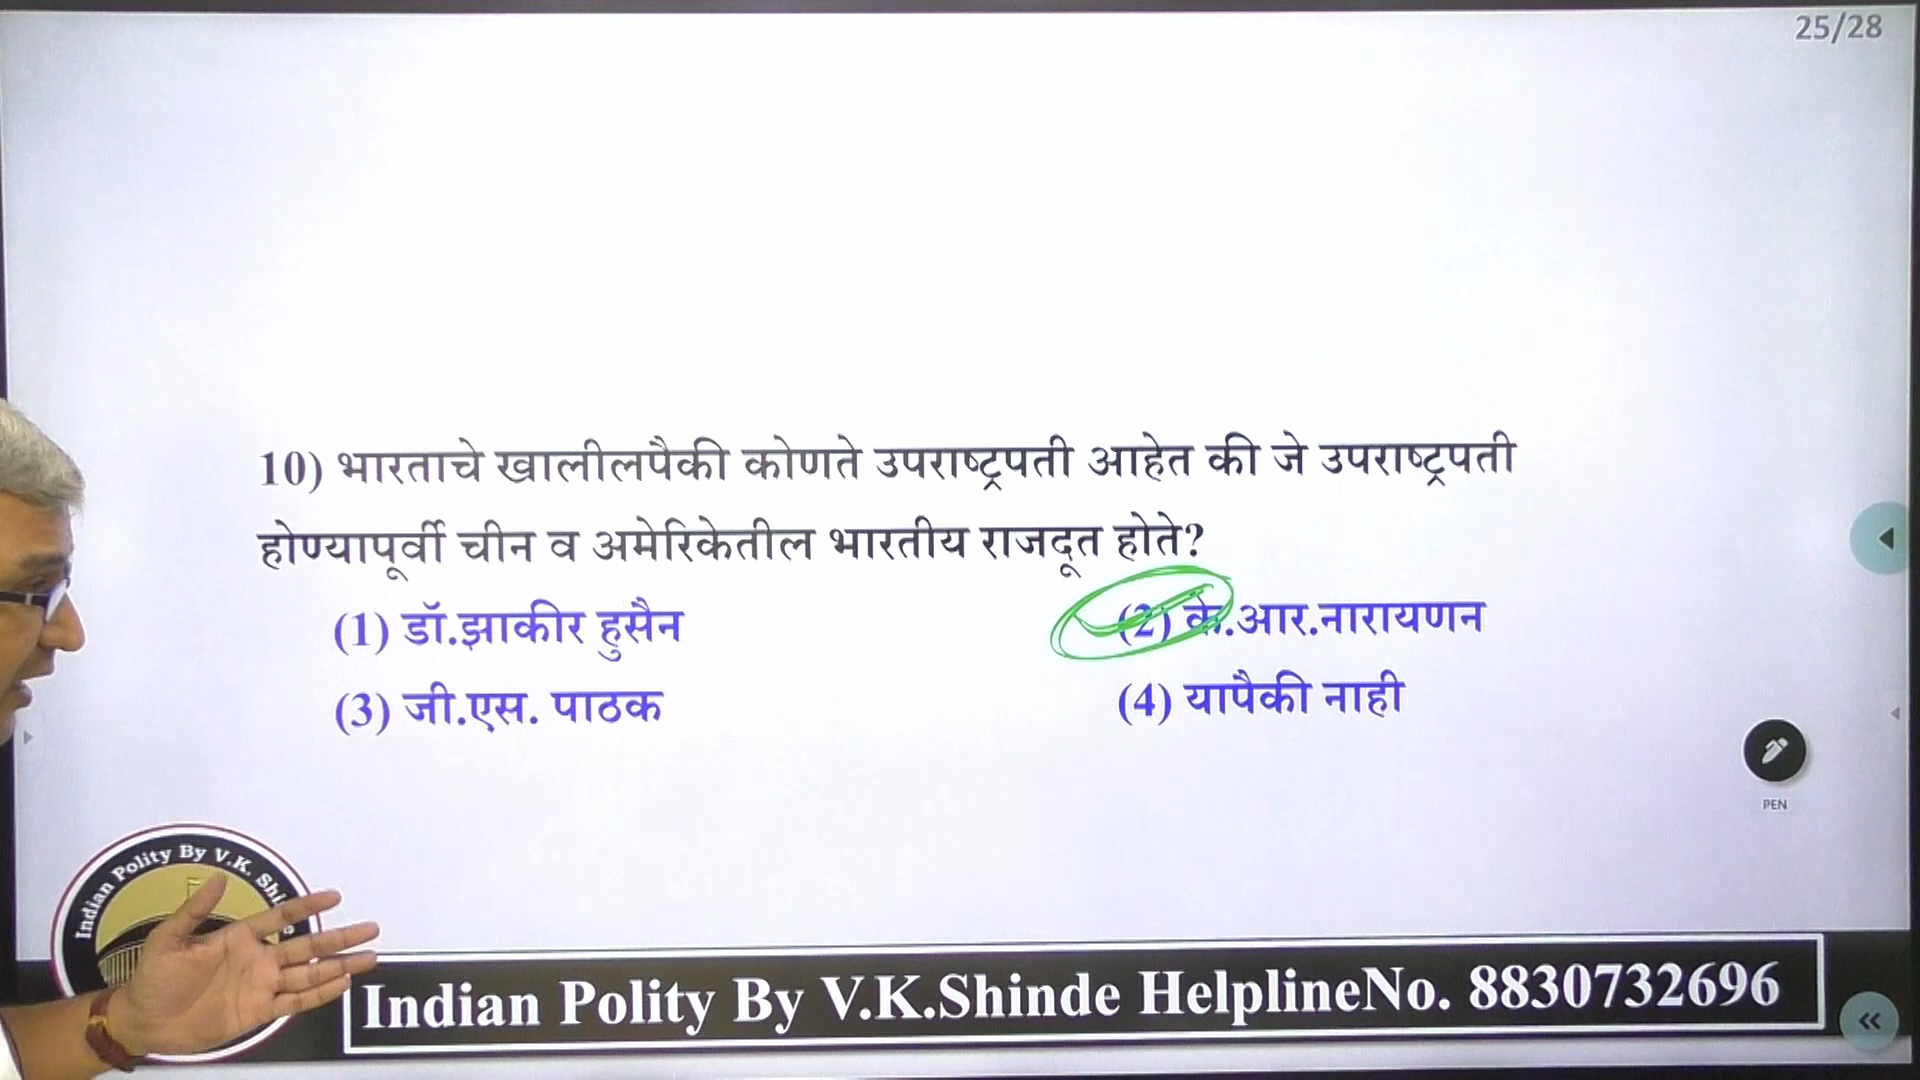 25/28
10) भारताचे खालीलपैकी कोणते उपराष्ट्रपती आहेत की जे उपराष्ट्रपती
होण्यापूर्वी चीन व अमेरिकेतील भारतीय राजदूत होते?
(1) डॉ.झाकीर हुसैन (2) के.आर.नारायणन
(3) जी.एस. पाठक (4) यापैकी नाही
PEN
Indian Polity By V.K. Shi
Indian Polity By V.K.Shinde HelplineNo. 8830732696